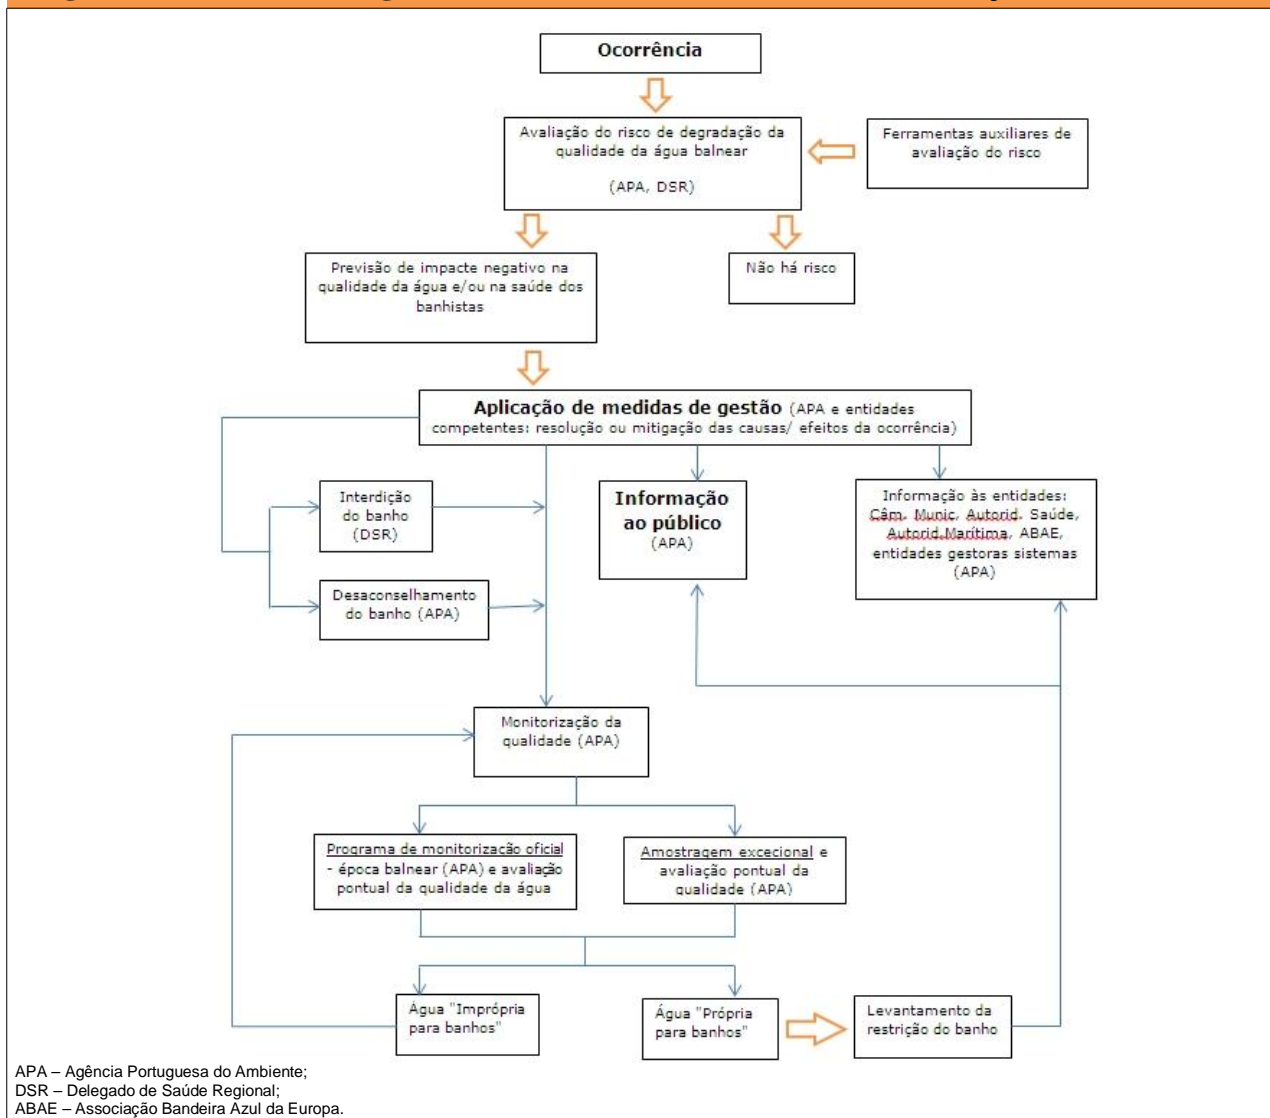 Ocorrência
Avaliação do risco de degradação da
qualidade da água balnear
(APA, DSR)
Ferramentas auxiliares de
avaliação do risco
Previsão de impacte negativo na
qualidade da água e/ou na saúde dos
banhistas
Não há risco
Aplicação de medidas de gestão (APA e entidades
competentes: resolução ou mitigação das causas/ efeitos da ocorrência)
Interdição
do banho
(DSR)
Informação
ao público
(APA)
Informação às entidades:
Câm. Munic, Autorid. Saúde,
Autorid.Marítima, ABAE,
entidades gestoras sistemas
(APA)
Desaconselhamento
do banho (APA)
Monitorização da
qualidade (APA)
Programa de monitorização oficial
- época balnear (APA) e avaliação
pontual da qualidade da água
Amostragem excecional e
avaliação pontual da
qualidade (APA)
Água "Imprópria
para banhos"
Água "Própria
para banhos"
Levantamento da
restrição do banho
APA – Agência Portuguesa do Ambiente;
DSR – Delegado de Saúde Regional;
ABAE – Associação Bandeira Azul da Europa.